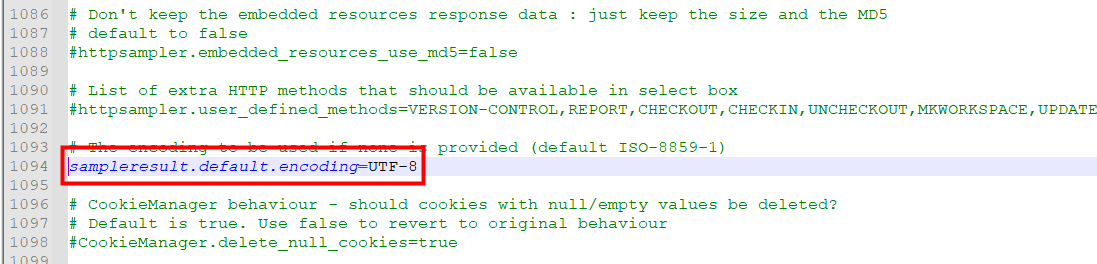 1086 # Don't keep the embedded resources response data : just keep the size and the MD5
1087 # default to false
1088 #httpsampler.embedded_resources_use_md5=false
1089
1090 # List of extra HTTP methods that should be available in select box
1091 #httpsampler.user_defined_methods=VERSION-CONTROL,REPORT,CHECKOUT,CHECKIN,UNCHECKOUT,MKWORKSPACE,UPDATE
1092
1093 # The encoding to be used if none is provided (default ISO-8859-1)
1094 sampleresult.default.encoding=UTF-8
1095
1096 # CookieManager behaviour - should cookies with null/empty values be deleted?
1097 # Default is true. Use false to revert to original behaviour
1098 #CookieManager.delete_null_cookies=true
1099